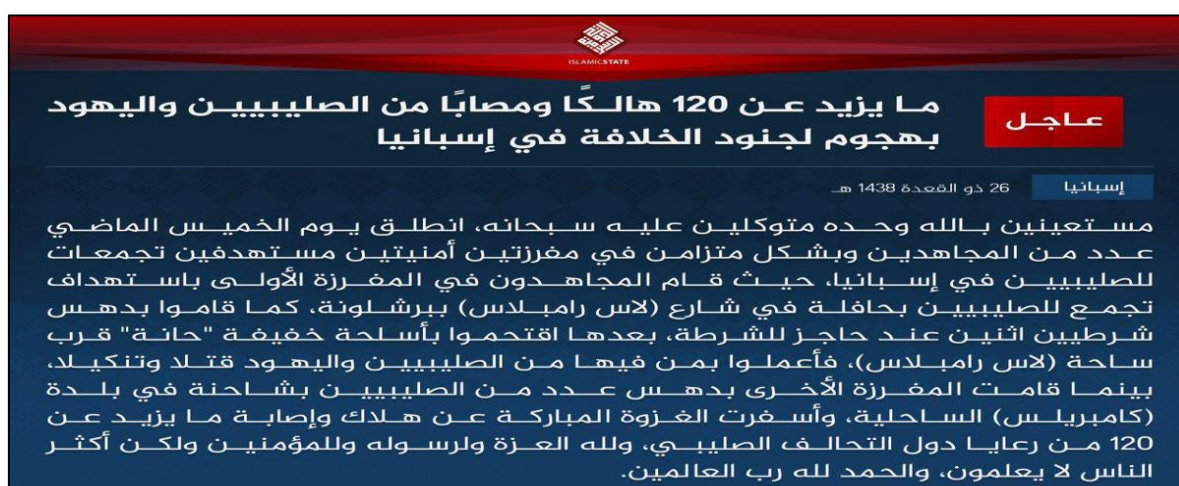 ISLAMICSTATE
عاجل
ما يزيد عن 120 هالكًا ومصابًا من الصليبيين واليهود
بهجوم لجنود الخلافة في إسبانيا
إسبانيا 26 ذو القعدة 1438 هـ
مستعينين بالله وحده متوكلين عليه سبحانه، انطلق يوم الخميس الماضي
عدد من المجاهدين وبشكل متزامن في مفرزتين أمنيتين مستهدفين تجمعات
للصليبيين في إسبانيا، حيث قام المجاهدون في المفرزة الأولى باستهداف
تجمع للصليبيين بحافلة في شارع (لاس رامبلاس) ببرشلونة، كما قاموا بدهس
شرطيين اثنين عند حاجز للشرطة، بعدها اقتحموا بأسلحة خفيفة "حانة" قرب
ساحة (لاس رامبلاس)، فأعملوا بمن فيها من الصليبيين واليهود قتلا وتنكيلا،
بينما قامت المفرزة الأخرى بدهس عدد من الصليبيين بشاحنة في بلدة
(كامبريلس) الساحلية، وأسفرت الغزوة المباركة عن هلاك وإصابة ما يزيد عن
120 من رعايا دول التحالف الصليبي، ولله العزة ولرسوله وللمؤمنين ولكن أكثر
الناس لا يعلمون، والحمد لله رب العالمين.